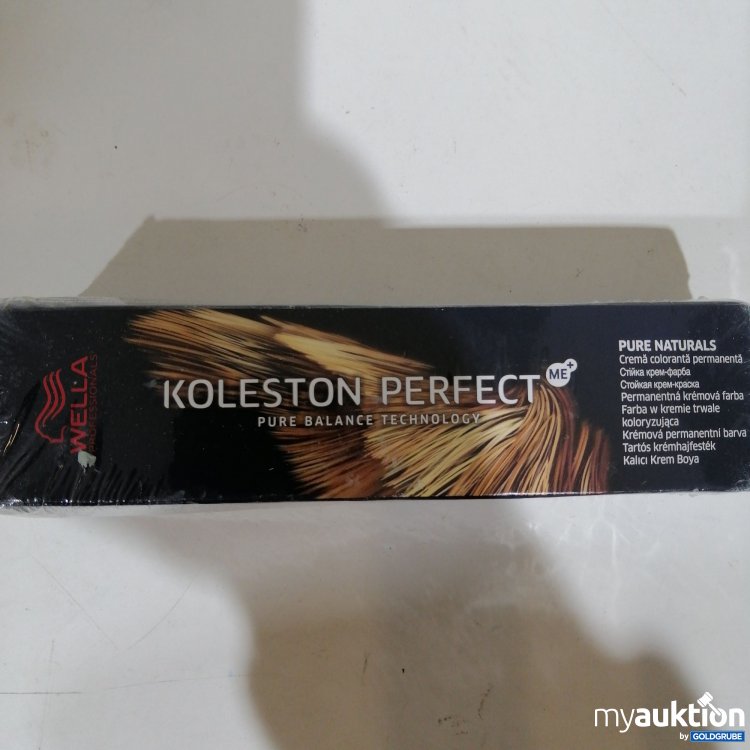 WELLA
PROFESSIONALS
KOLESTON PERFECT ME+
PURE BALANCE TECHNOLOGY
PURE NATURALS
Cremă colorantă permanentă
Стійка крем-фарба
Стойкая крем-краска
Permanentná krémová farba
Farba w kremie trwale
koloryzująca
Krémová permanentní barva
Tartós krémhajfesték
Kalıcı Krem Boya
myauktion
by GOLDGRUBE